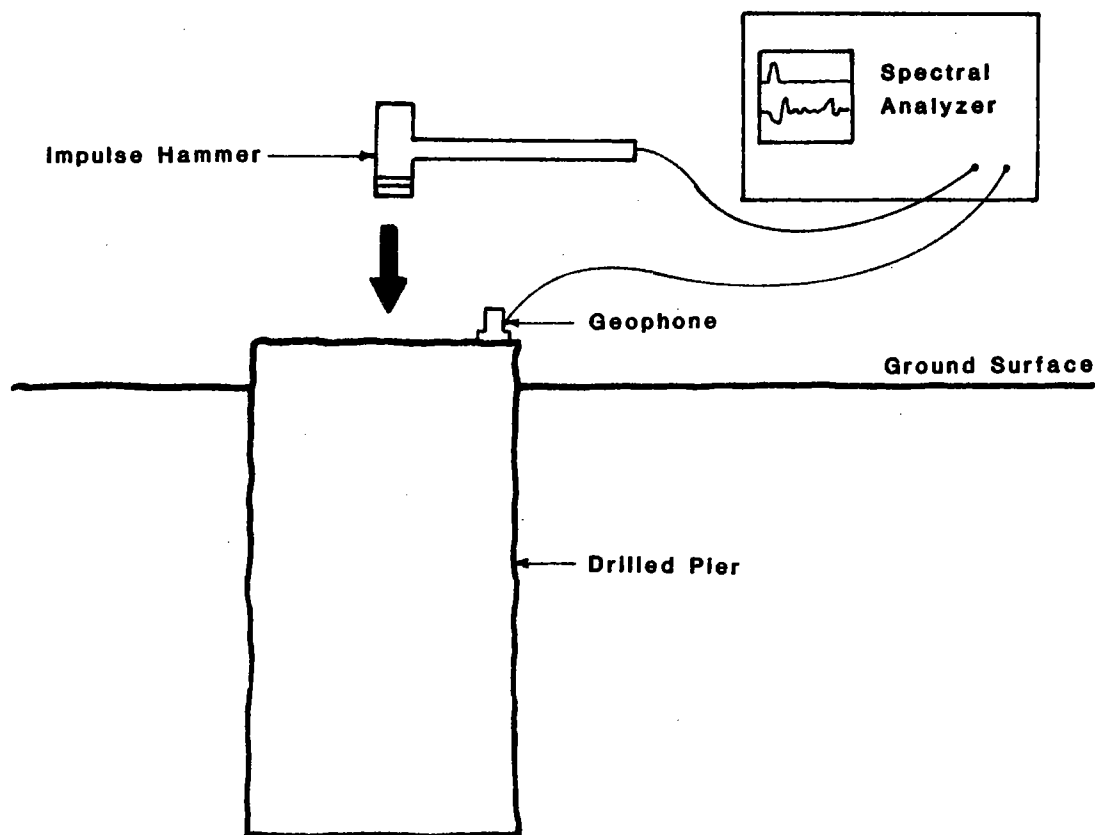 Spectral
Analyzer
Impulse Hammer
Geophone
Ground Surface
Drilled Pier